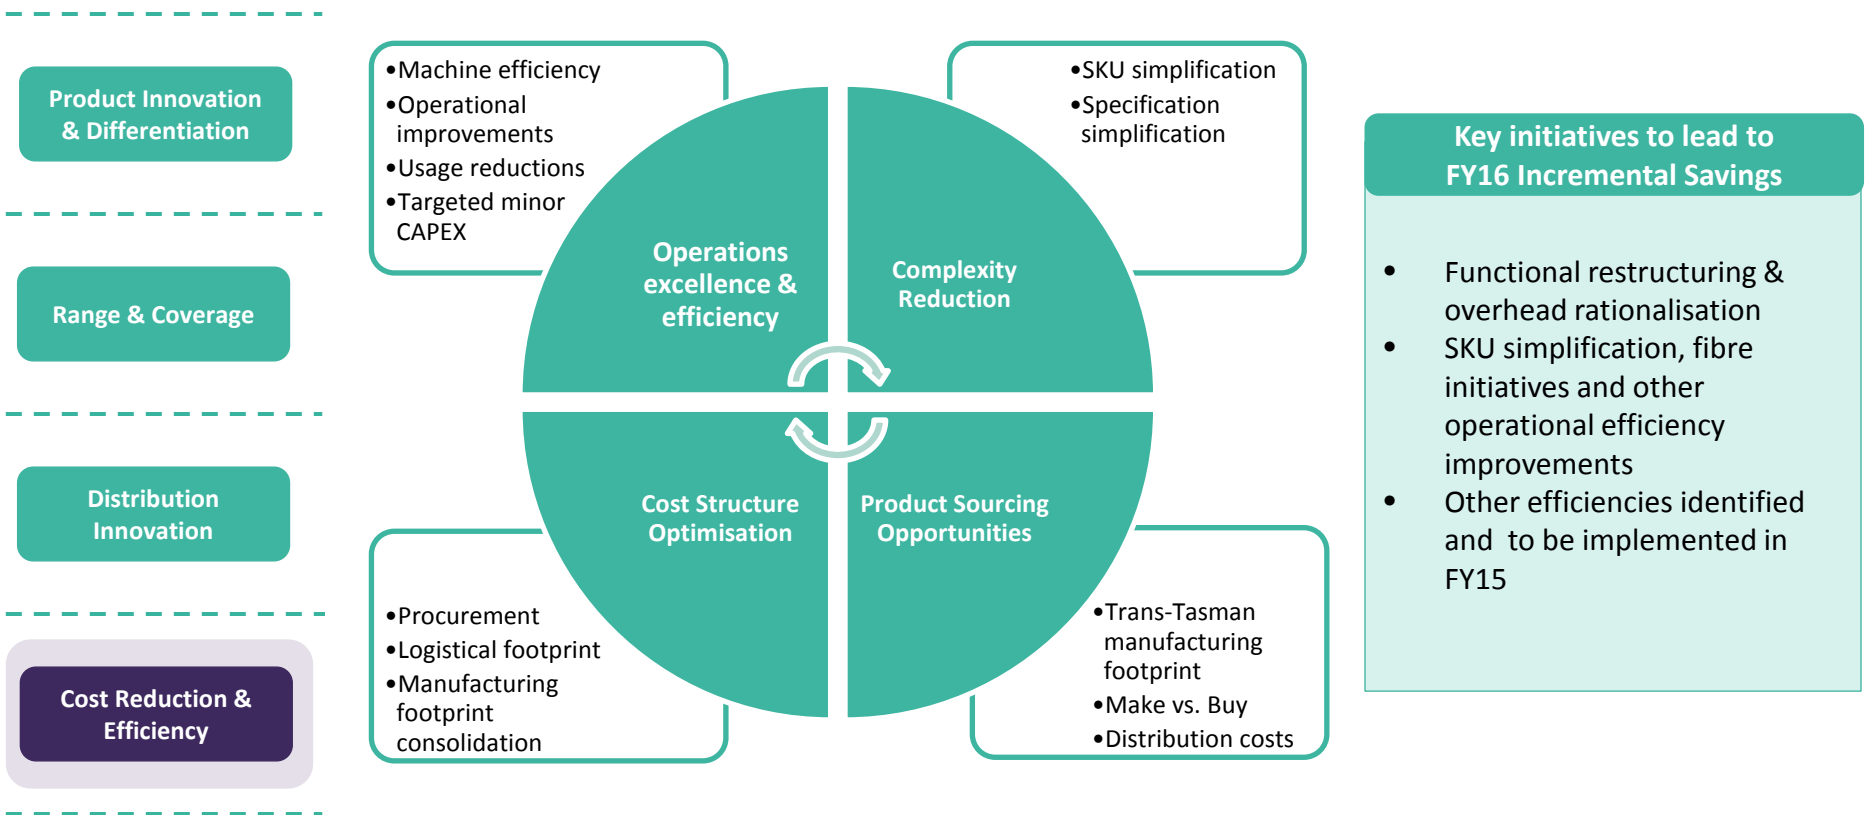 Product Innovation
& Differentiation
Range & Coverage
Distribution
Innovation
Cost Reduction &
Efficiency
•Machine efficiency
•Operational
improvements
•Usage reductions
•Targeted minor
CAPEX
•SKU simplification
•Specification
simplification
Operations
excellence &
efficiency
Complexity
Reduction
Cost Structure
Optimisation
Product Sourcing
Opportunities
•Procurement
•Logistical footprint
•Manufacturing
footprint
consolidation
•Trans-Tasman
manufacturing
footprint
•Make vs. Buy
•Distribution costs
Key initiatives to lead to
FY16 Incremental Savings
• Functional restructuring &
overhead rationalisation
• SKU simplification, fibre
initiatives and other
operational efficiency
improvements
• Other efficiencies identified
and to be implemented in
FY15